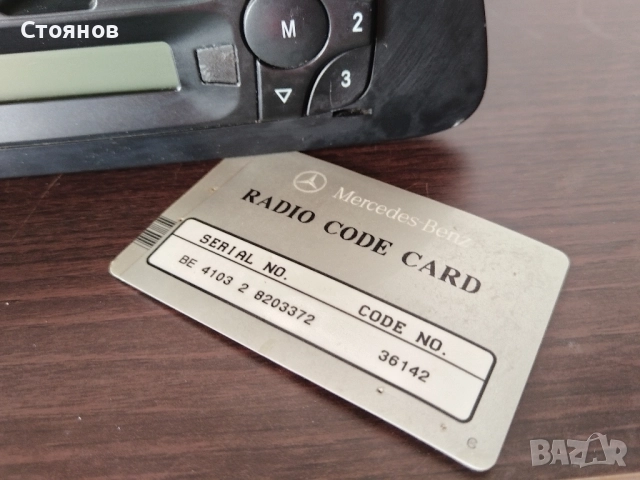 Стоянов
M
2
3
Mercedes Benz
RADIO CODE CARD
SERIAL NO.
CODE NO.
BE 4103 2 B203372
36142
BAZAR